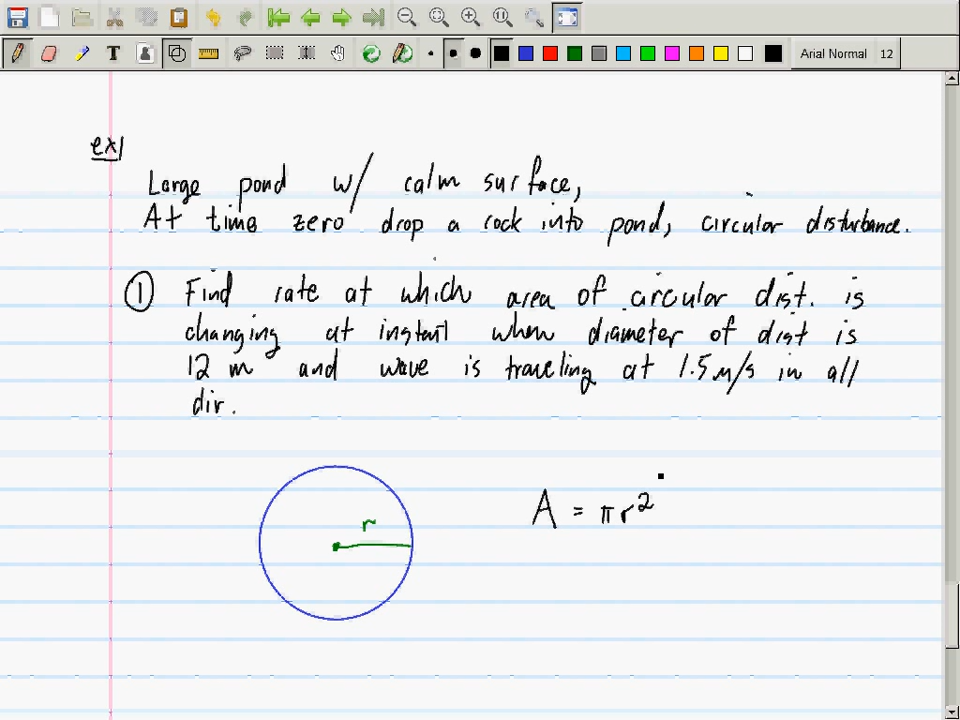 T
Arial Normal 12
ex1
Large pond w/ calm surface,
At time zero drop a rock into pond, circular disturbance.
① Find rate at which area of circular dist. is
changing at instant when diameter of dist is
12 m and wave is traveling at 1.5 m/s in all
dir.
r
A = πr²